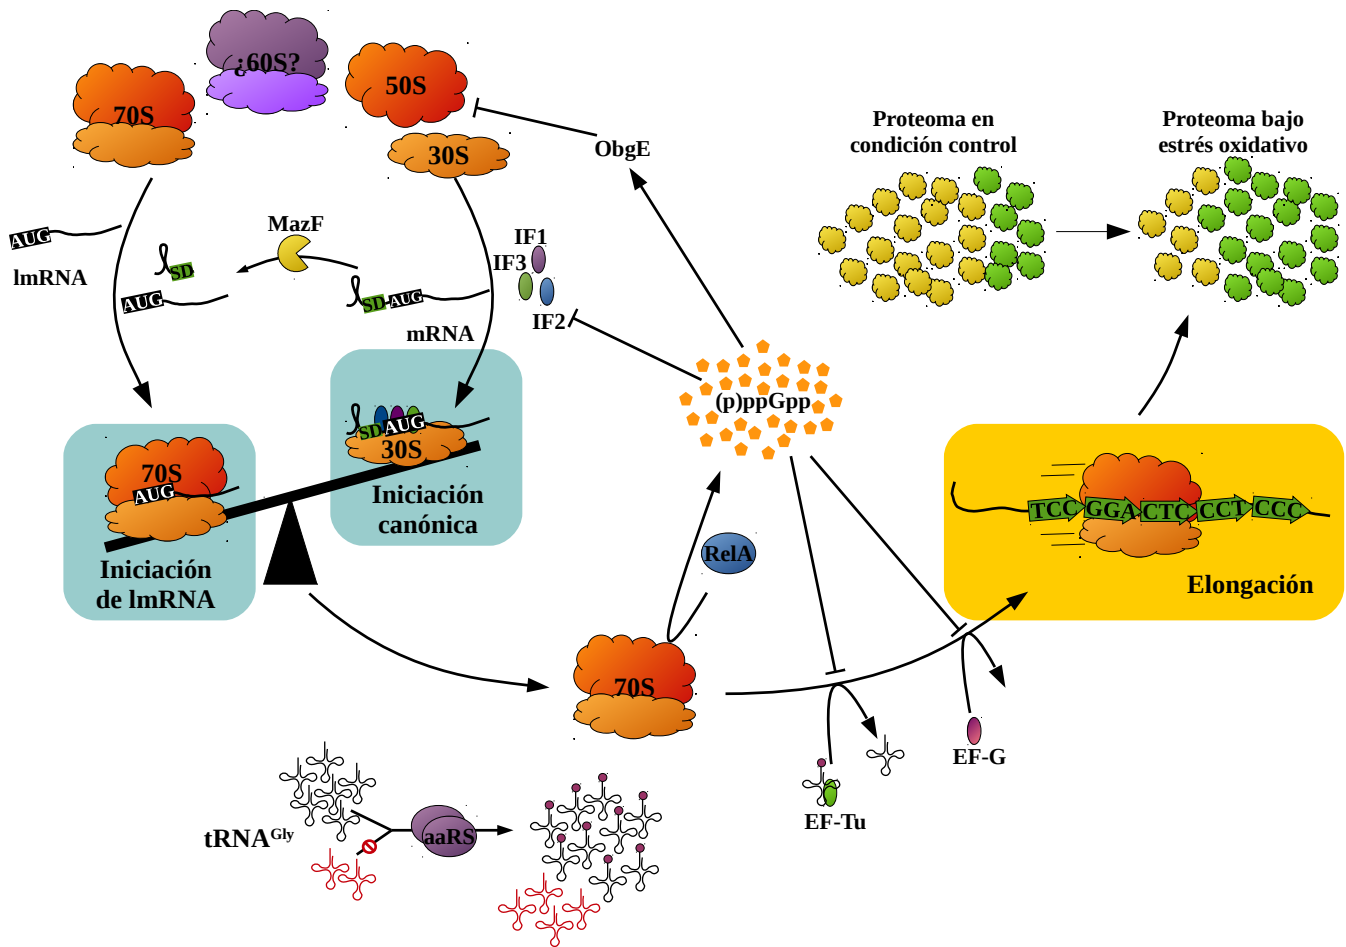 ¿60S?
50S
70S
30S
ObgE
Proteoma en
condición control
Proteoma bajo
estrés oxidativo
AUG
lmRNA
MazF
SD
AUG
SD
AUG
mRNA
IF1
IF3
IF2
(p)ppGpp
SD
AUG
30S
Iniciación
canónica
70S
AUG
Iniciación
de lmRNA
RelA
TCC GGA CTC CCT CCC
Elongación
70S
EF-G
EF-Tu
tRNAGly
aaRS